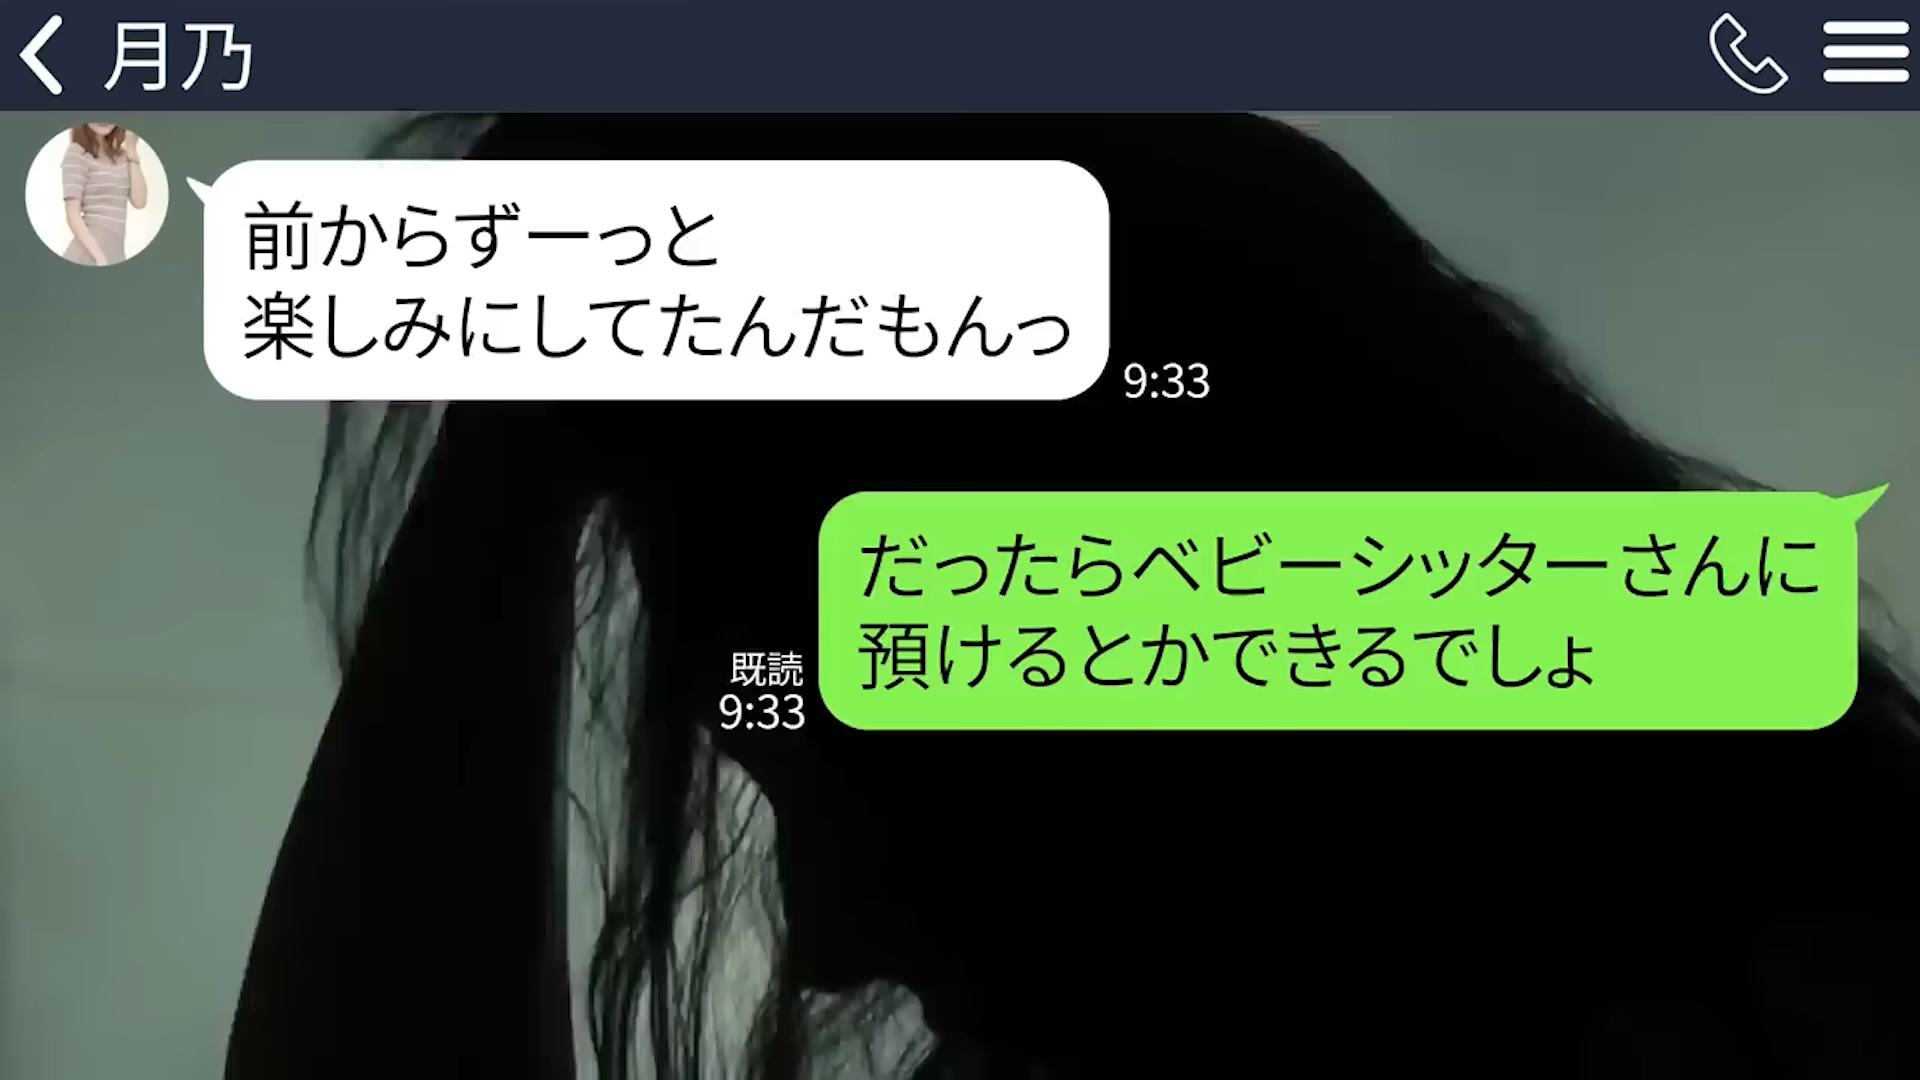 月乃
前からずーっと
楽しみにしてたんだもんっ
9:33
だったらベビーシッターさんに
預けるとかできるでしょ
既読
9:33